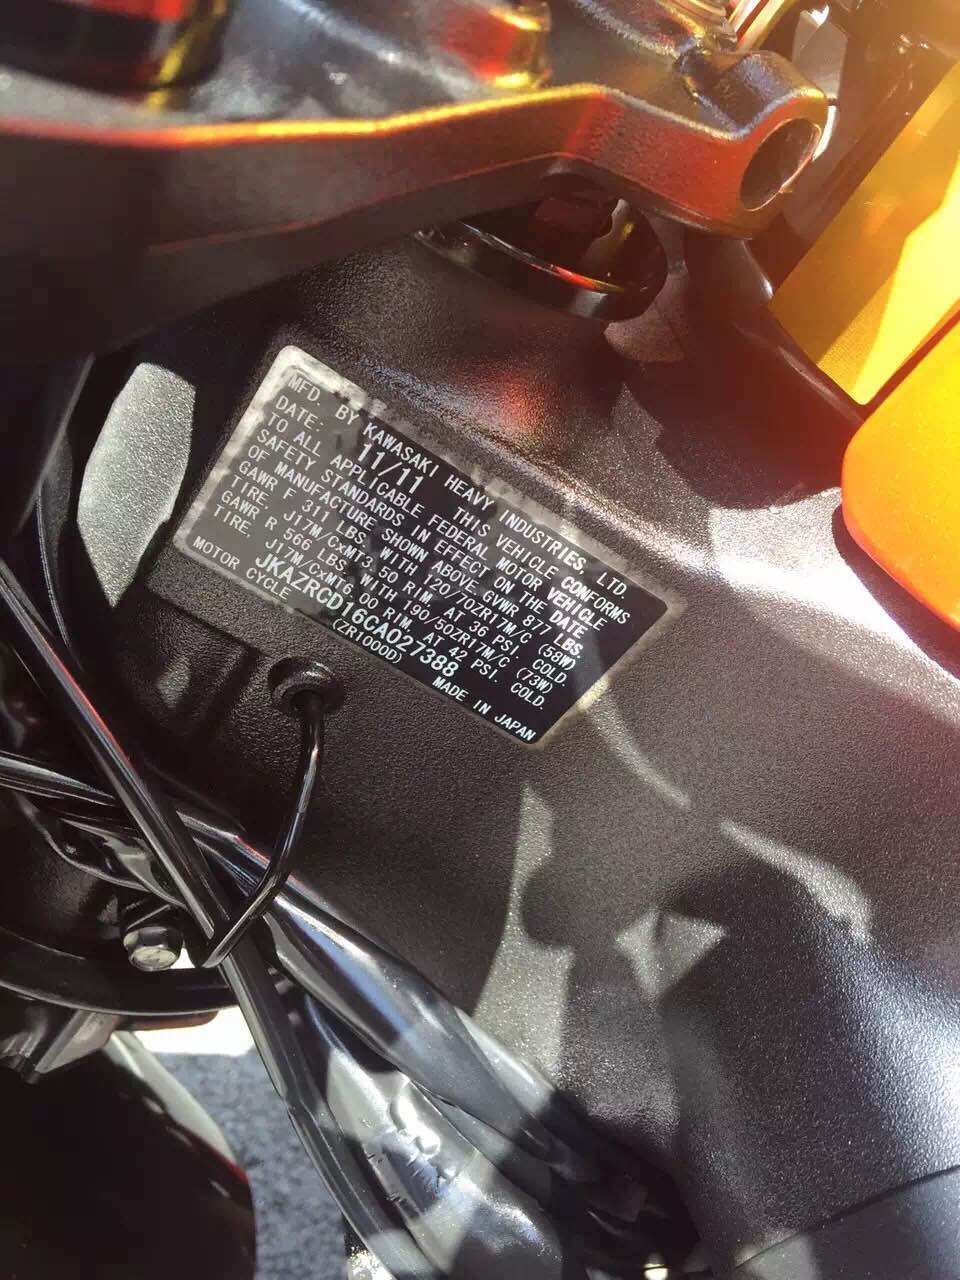 MFD. BY KAWASAKI HEAVY INDUSTRIES, LTD.
DATE: 11/11 THIS VEHICLE CONFORMS
TO ALL APPLICABLE FEDERAL MOTOR VEHICLE
SAFETY STANDARDS IN EFFECT ON THE DATE
OF MANUFACTURE SHOWN ABOVE. GVWR 877 LBS,
GAWR F 311 LBS. WITH 120/70ZR17M/C (58W)
TIRE, J17M/CxMT3.50 RIM, AT 36 PSI. COLD.
GAWR R 566 LBS. WITH 190/50ZR17M/C (73W)
TIRE, J17M/CxMT6.00 RIM, AT 42 PSI. COLD.
JKAZRCD16CA027388
MOTOR CYCLE (ZR1000D) MADE IN JAPAN